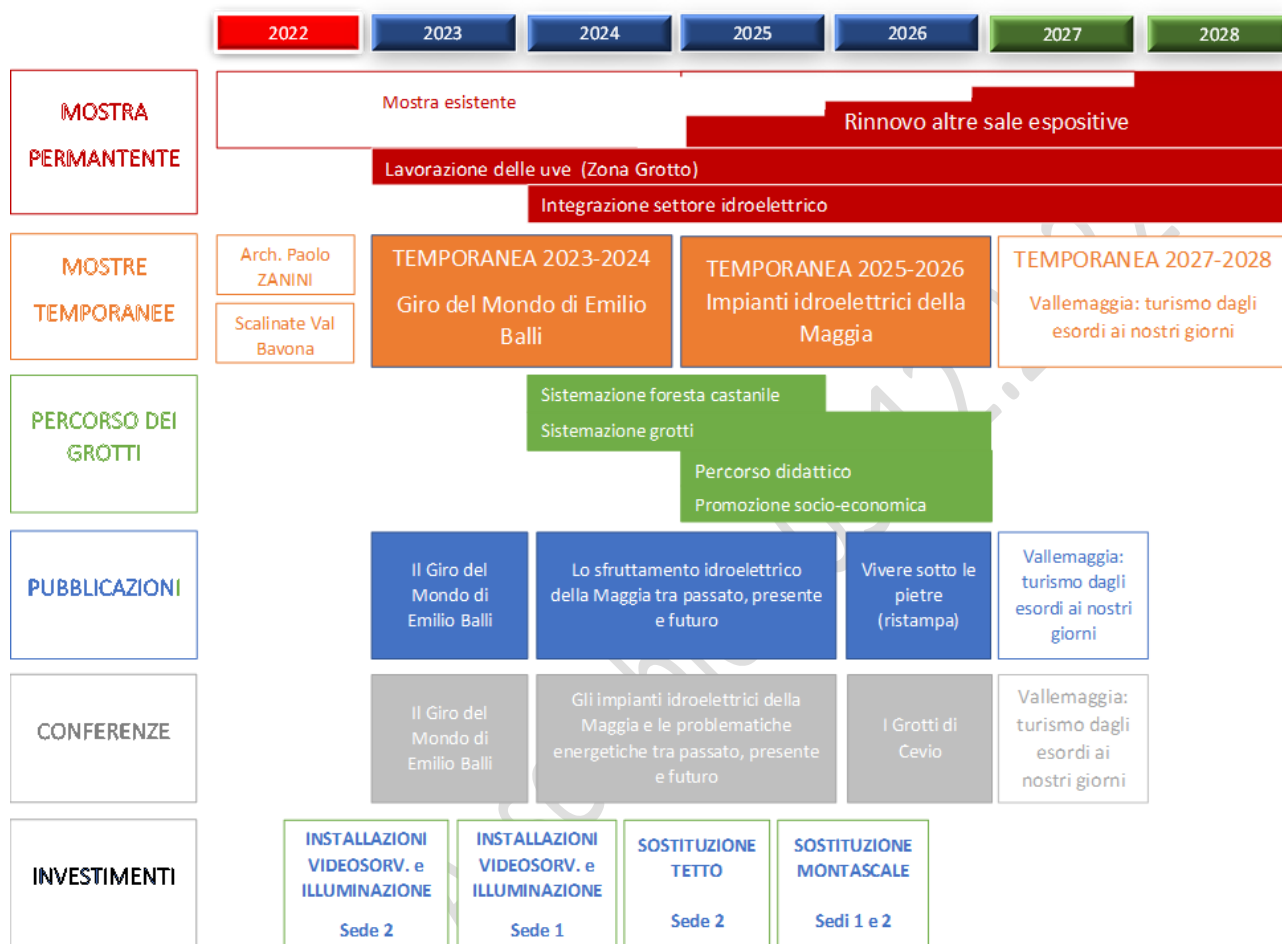 2022
2023
2024
2025
2026
2027
2028
MOSTRA
PERMANTENTE
Mostra esistente
Rinnovo altre sale espositive
Lavorazione delle uve (Zona Grotto)
Integrazione settore idroelettrico
MOSTRE
TEMPORANEE
Arch. Paolo
ZANINI
Scalinate Val
Bavona
TEMPORANEA 2023-2024
Giro del Mondo di Emilio
Balli
TEMPORANEA 2025-2026
Impianti idroelettrici della
Maggia
TEMPORANEA 2027-2028
Vallemaggia: turismo dagli
esordi ai nostri giorni
PERCORSO DEI
GROTTI
Sistemazione foresta castanile
Sistemazione grotti
Percorso didattico
Promozione socio-economica
PUBBLICAZIONI
Il Giro del
Mondo di
Emilio Balli
Lo sfruttamento idroelettrico
della Maggia tra passato, presente
e futuro
Vivere sotto le
pietre
(ristampa)
Vallemaggia:
turismo dagli
esordi ai nostri
giorni
CONFERENZE
Il Giro del
Mondo di
Emilio Balli
Gli impianti idroelettrici della
Maggia e le problematiche
energetiche tra passato, presente
e futuro
I Grotti di
Cevio
Vallemaggia:
turismo dagli
esordi ai
nostri giorni
INVESTIMENTI
INSTALLAZIONI
VIDEOSORV. e
ILLUMINAZIONE
Sede 2
INSTALLAZIONI
VIDEOSORV. e
ILLUMINAZIONE
Sede 1
SOSTITUZIONE
TETTO
Sede 2
SOSTITUZIONE
MONTASCALE
Sedi 1 e 2